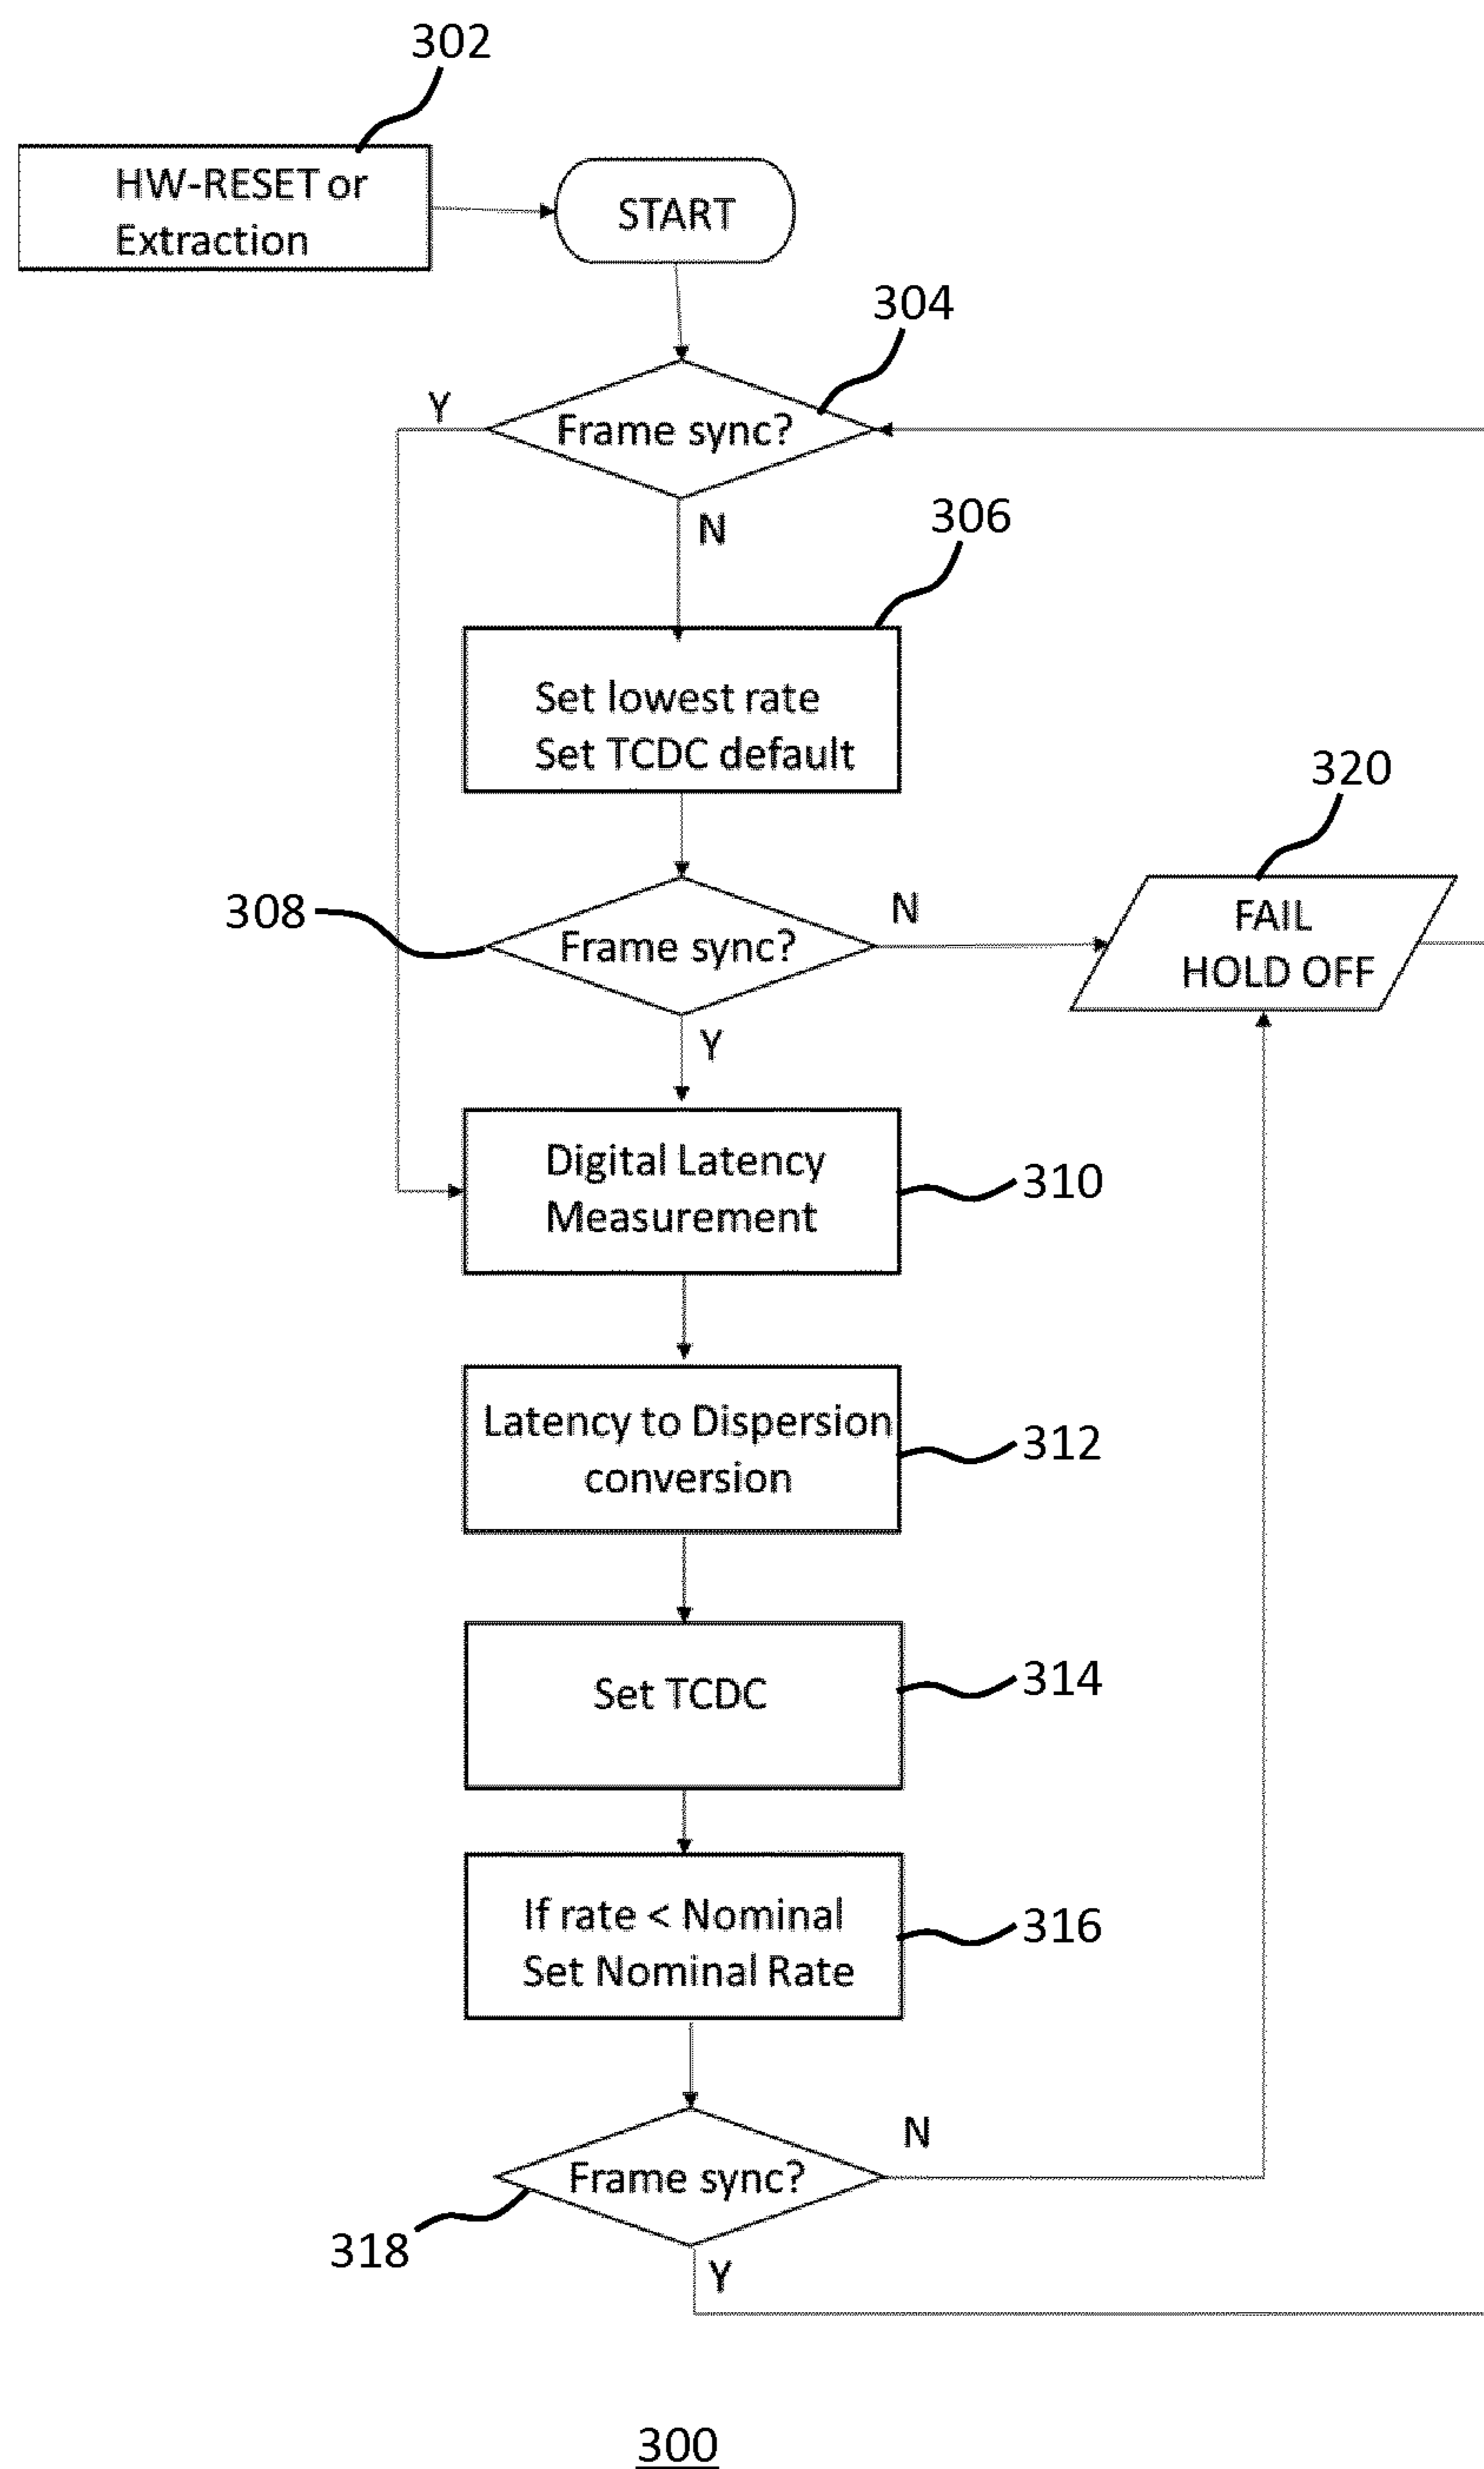 302
HW-RESET or
Extraction
START
304
Y
Frame sync?
N
306
Set lowest rate
Set TCDC default
320
308
Frame sync?
N
FAIL
HOLD OFF
Y
Digital Latency
Measurement
310
Latency to Dispersion
conversion
312
Set TCDC
314
If rate < Nominal
Set Nominal Rate
316
N
Frame sync?
318
Y
300